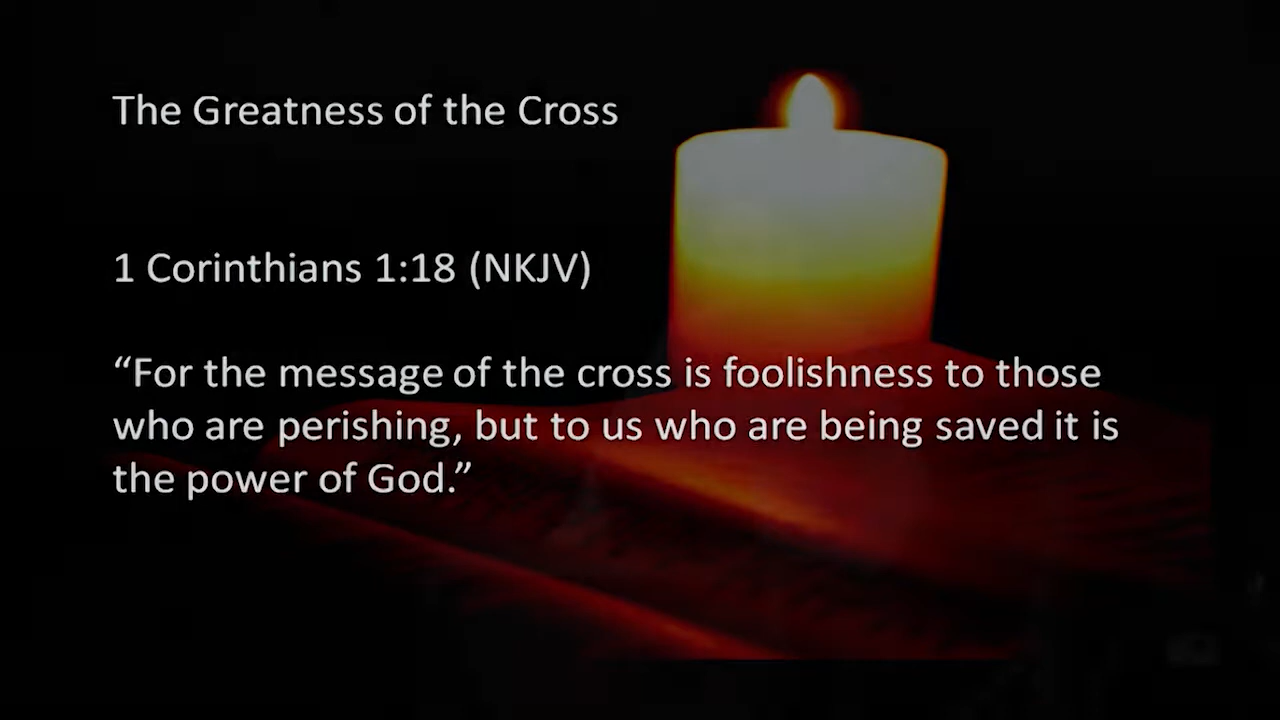 The Greatness of the Cross
1 Corinthians 1:18 (NKJV)
“For the message of the cross is foolishness to those
who are perishing, but to us who are being saved it is
the power of God.”